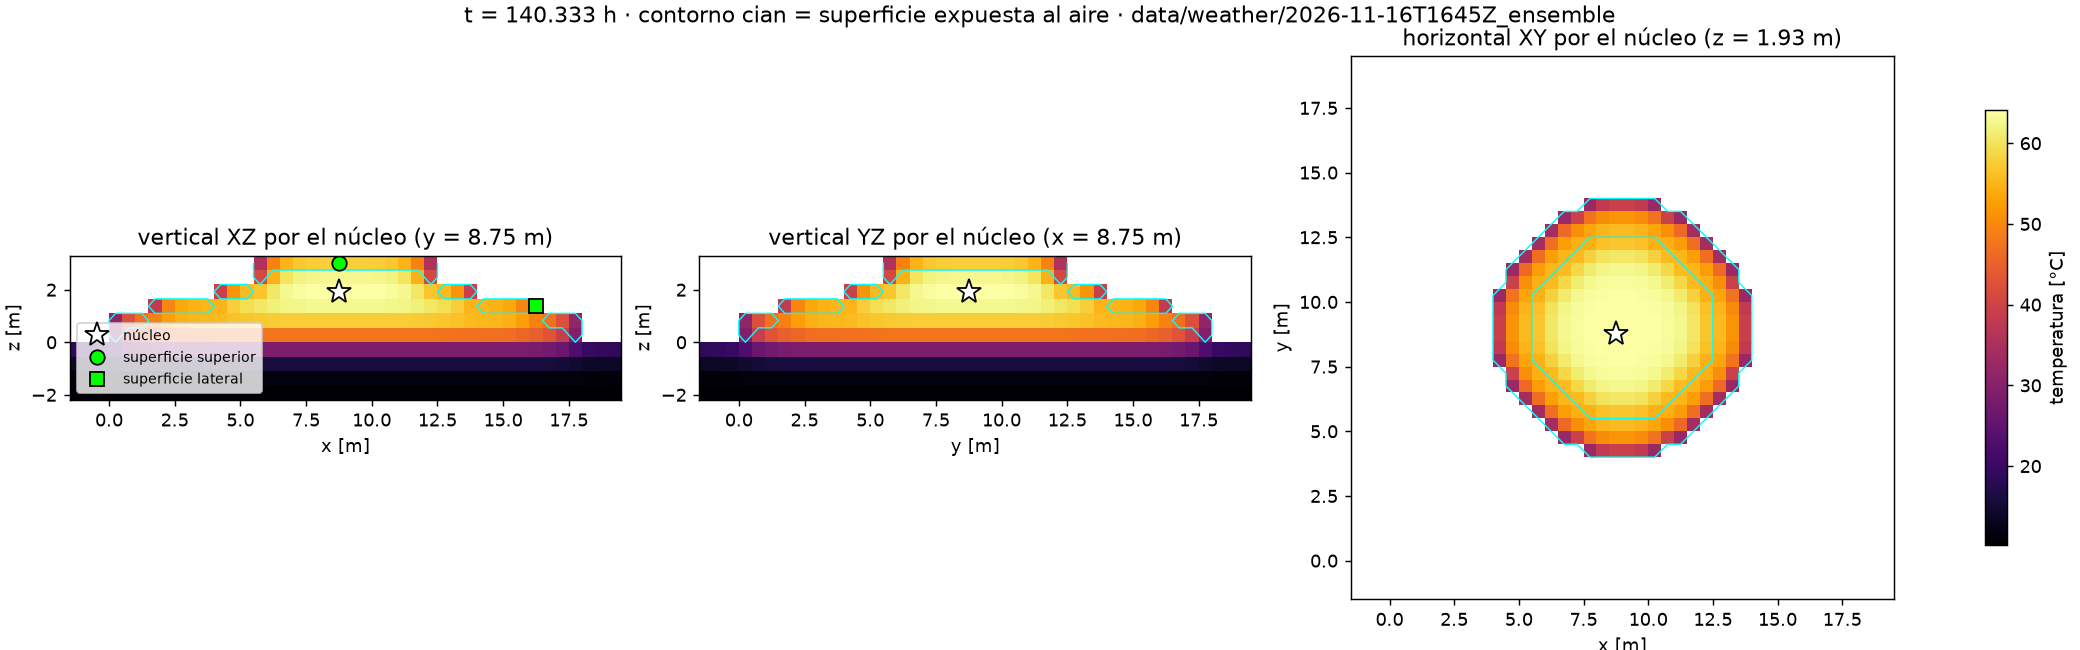 t = 140.333 h · contorno cian = superficie expuesta al aire · data/weather/2026-11-16T1645Z_ensemble
vertical XZ por el núcleo (y = 8.75 m)
z [m]
2
0
−2
núcleo
superficie superior
superficie lateral
0.0 2.5 5.0 7.5 10.0 12.5 15.0 17.5
x [m]
vertical YZ por el núcleo (x = 8.75 m)
z [m]
2
0
−2
0.0 2.5 5.0 7.5 10.0 12.5 15.0 17.5
y [m]
horizontal XY por el núcleo (z = 1.93 m)
y [m]
17.5
15.0
12.5
10.0
7.5
5.0
2.5
0.0
0.0 2.5 5.0 7.5 10.0 12.5 15.0 17.5
x [m]
60
50
40
30
20
temperatura [°C]